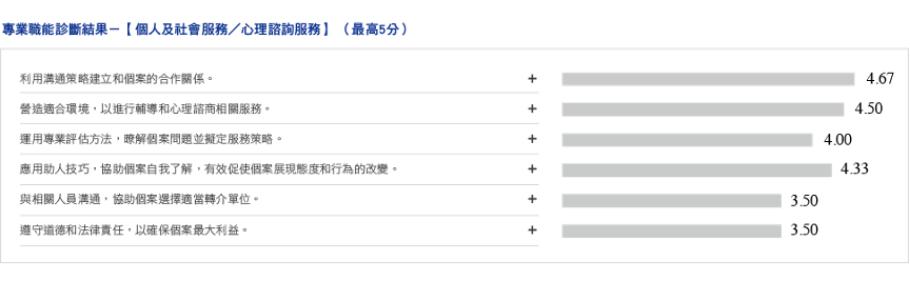 專業職能診斷結果－【個人及社會服務／心理諮詢服務】（最高5分）
利用溝通策略建立和個案的合作關係。 + 4.67
營造適合環境，以進行輔導和心理諮商相關服務。 + 4.50
運用專業評估方法，瞭解個案問題並擬定服務策略。 + 4.00
應用助人技巧，協助個案自我了解，有效促使個案展現態度和行為的改變。 + 4.33
與相關人員溝通，協助個案選擇適當轉介單位。 + 3.50
遵守道德和法律責任，以確保個案最大利益。 + 3.50